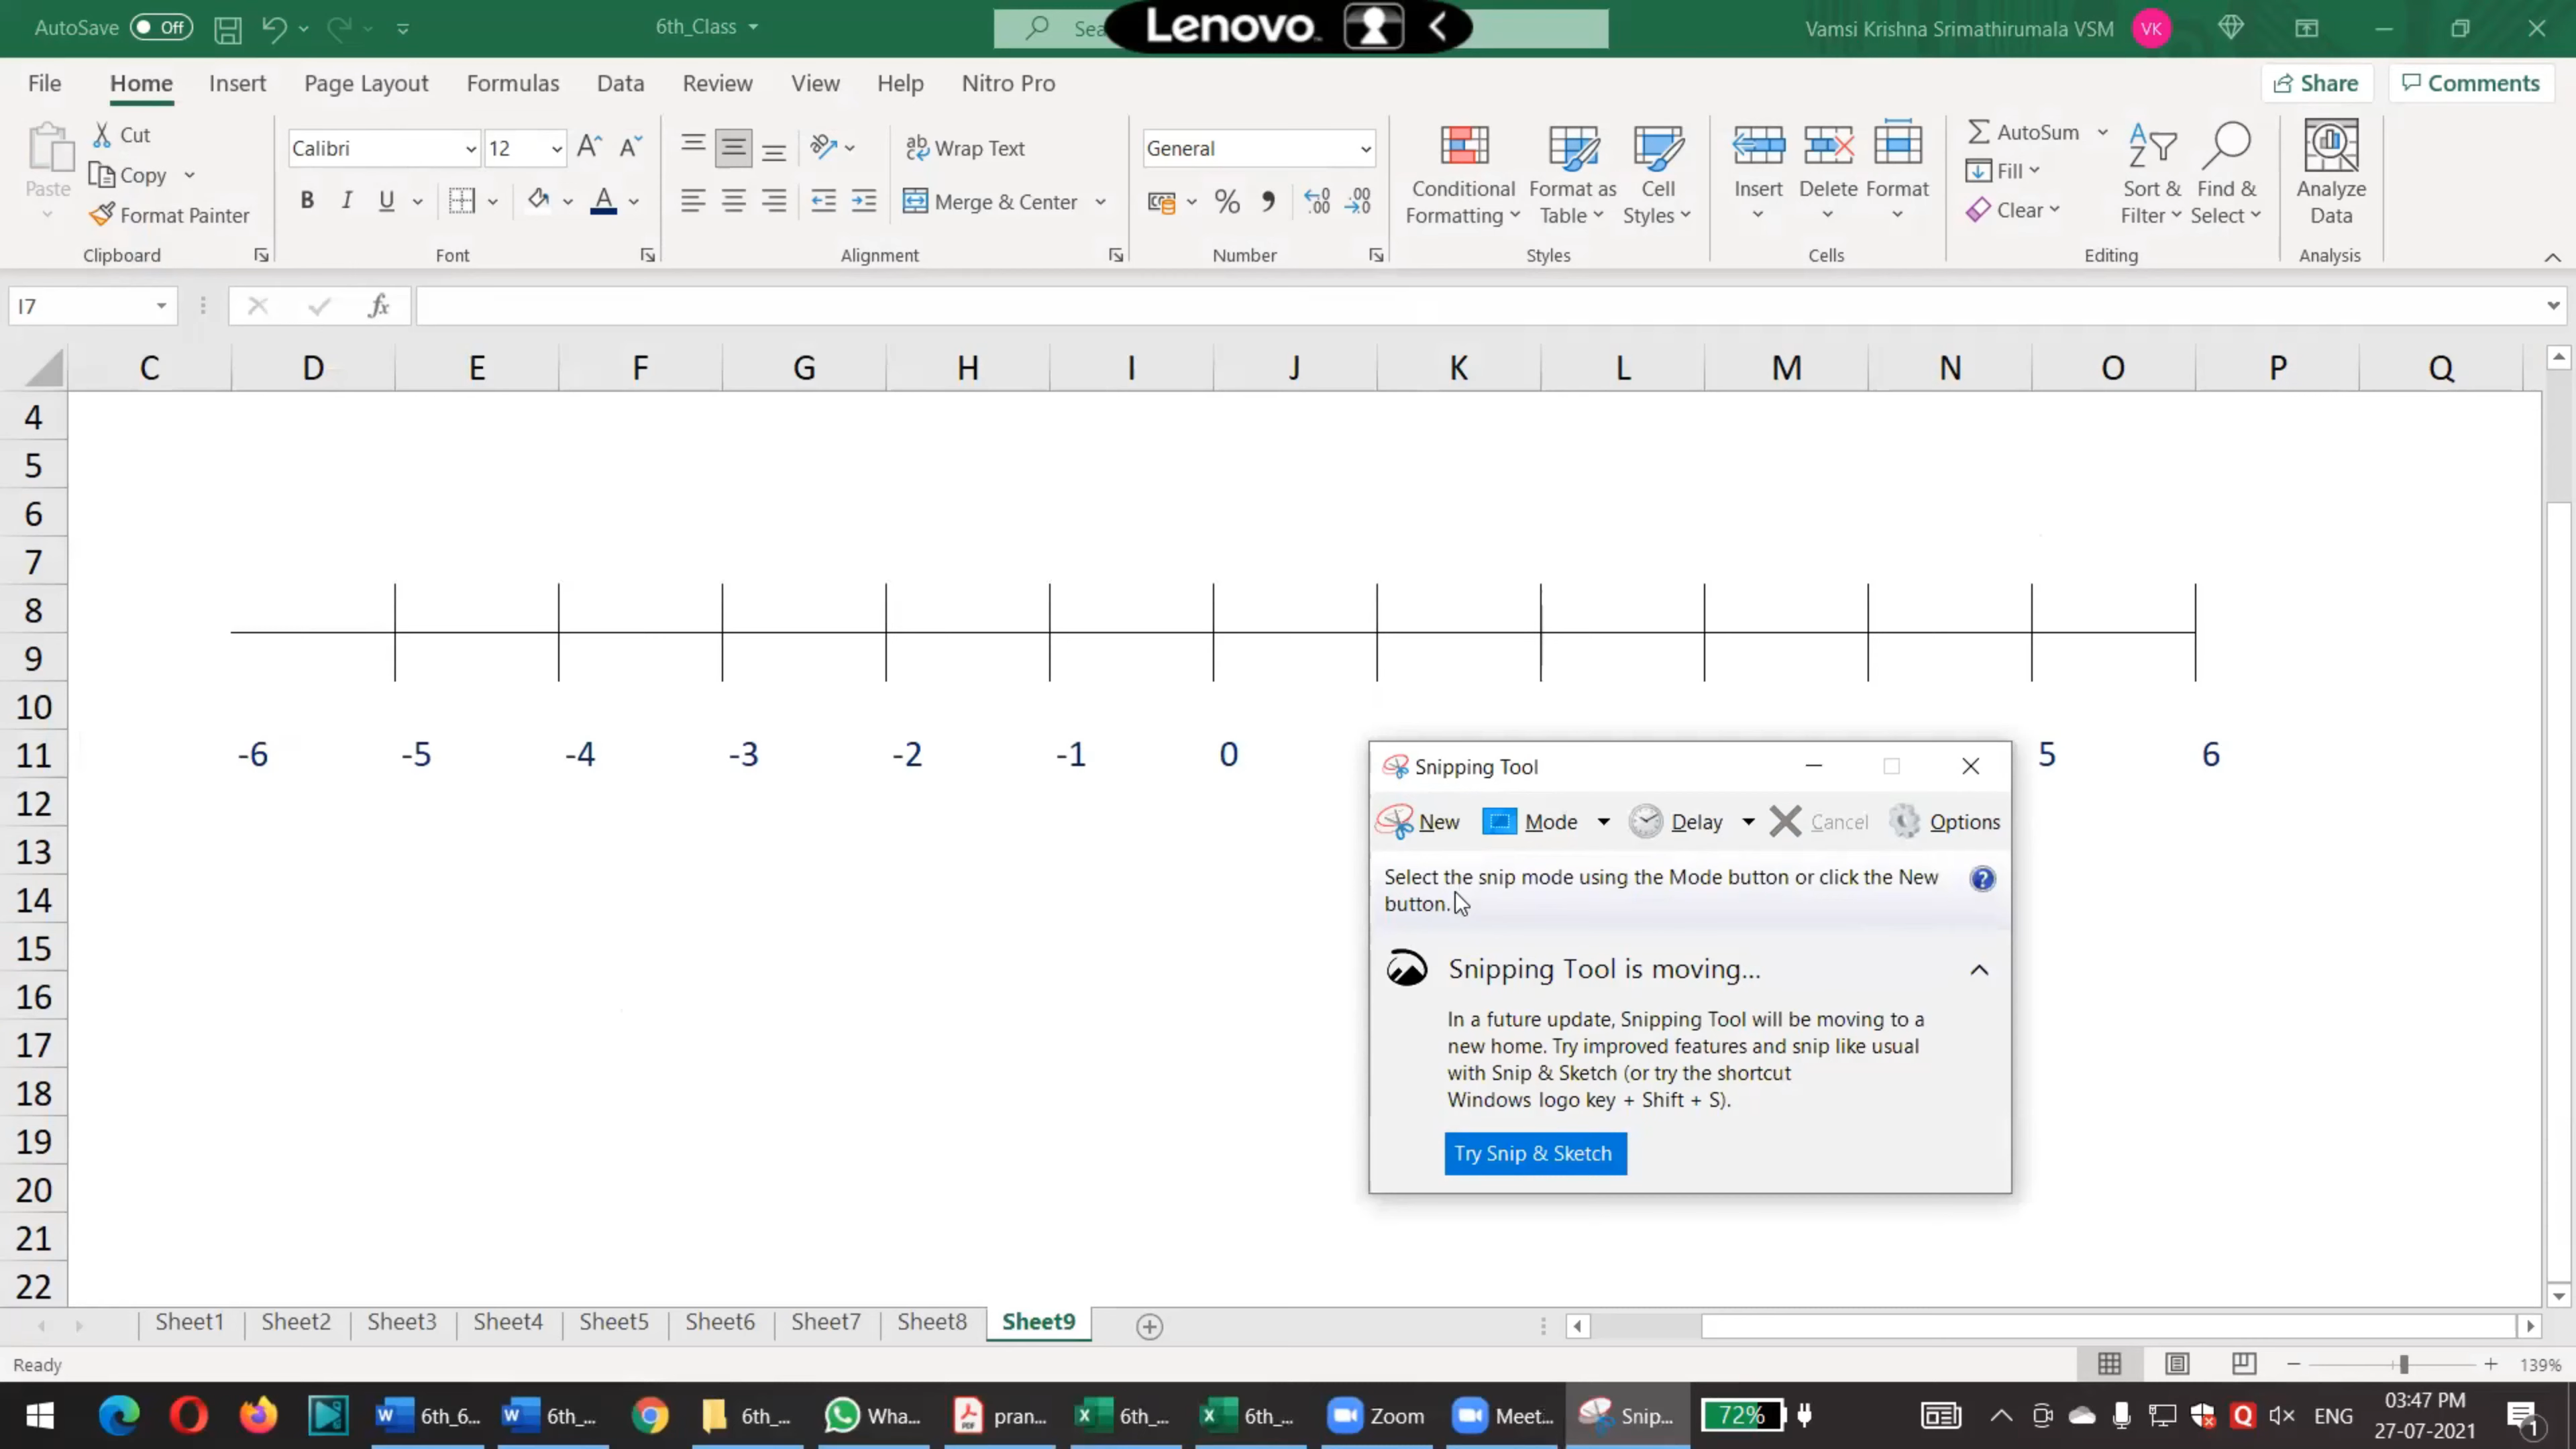 AutoSave Off 6th_Class Sea Lenovo Vamsi Krishna Srimathirumala VSM VK
File Home Insert Page Layout Formulas Data Review View Help Nitro Pro Share Comments
Paste Cut Copy Format Painter
Calibri 12 A A
B I U A
ab Wrap Text
Merge & Center
General
% , .00 .00
Conditional Formatting Format as Table Cell Styles
Insert Delete Format
AutoSum Fill Clear
Sort & Filter Find & Select
Analyze Data
Clipboard Font Alignment Number Styles Cells Editing Analysis
I7 fx
C D E F G H I J K L M N O P Q
4
5
6
7
8
9
10
11 -6 -5 -4 -3 -2 -1 0 5 6
12
13
14
15
16
17
18
19
20
21
22
Snipping Tool
New Mode Delay Cancel Options
Select the snip mode using the Mode button or click the New
button.
Snipping Tool is moving...
In a future update, Snipping Tool will be moving to a
new home. Try improved features and snip like usual
with Snip & Sketch (or try the shortcut
Windows logo key + Shift + S).
Try Snip & Sketch
Sheet1 Sheet2 Sheet3 Sheet4 Sheet5 Sheet6 Sheet7 Sheet8 Sheet9
Ready 139%
6th_6... 6th_... 6th_... Wha... pran... 6th_... 6th_... Zoom Meet... Snip... 72% ENG 03:47 PM
27-07-2021 1